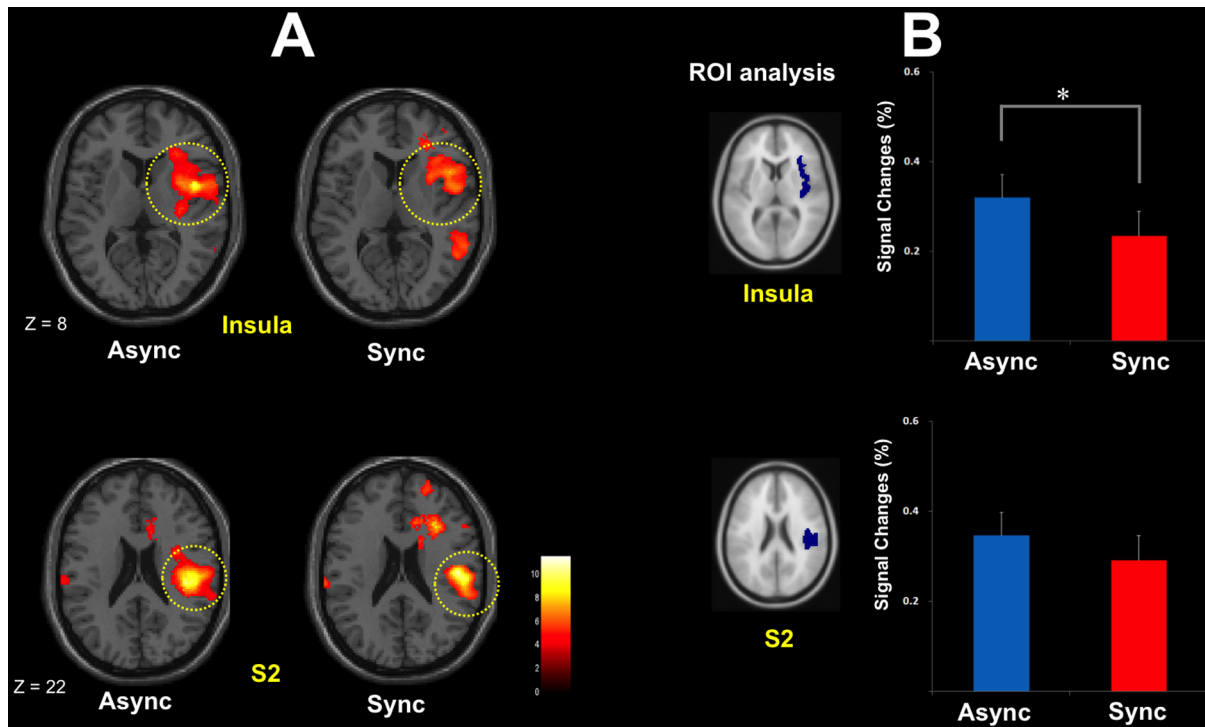 A
Z = 8
Insula
Async
Sync
Z = 22
S2
Async
Sync
10
8
6
4
2
0
B
ROI analysis
Insula
Signal Changes (%)
0.6
0.4
0.2
*
Async
Sync
S2
Signal Changes (%)
0.6
0.4
0.2
Async
Sync